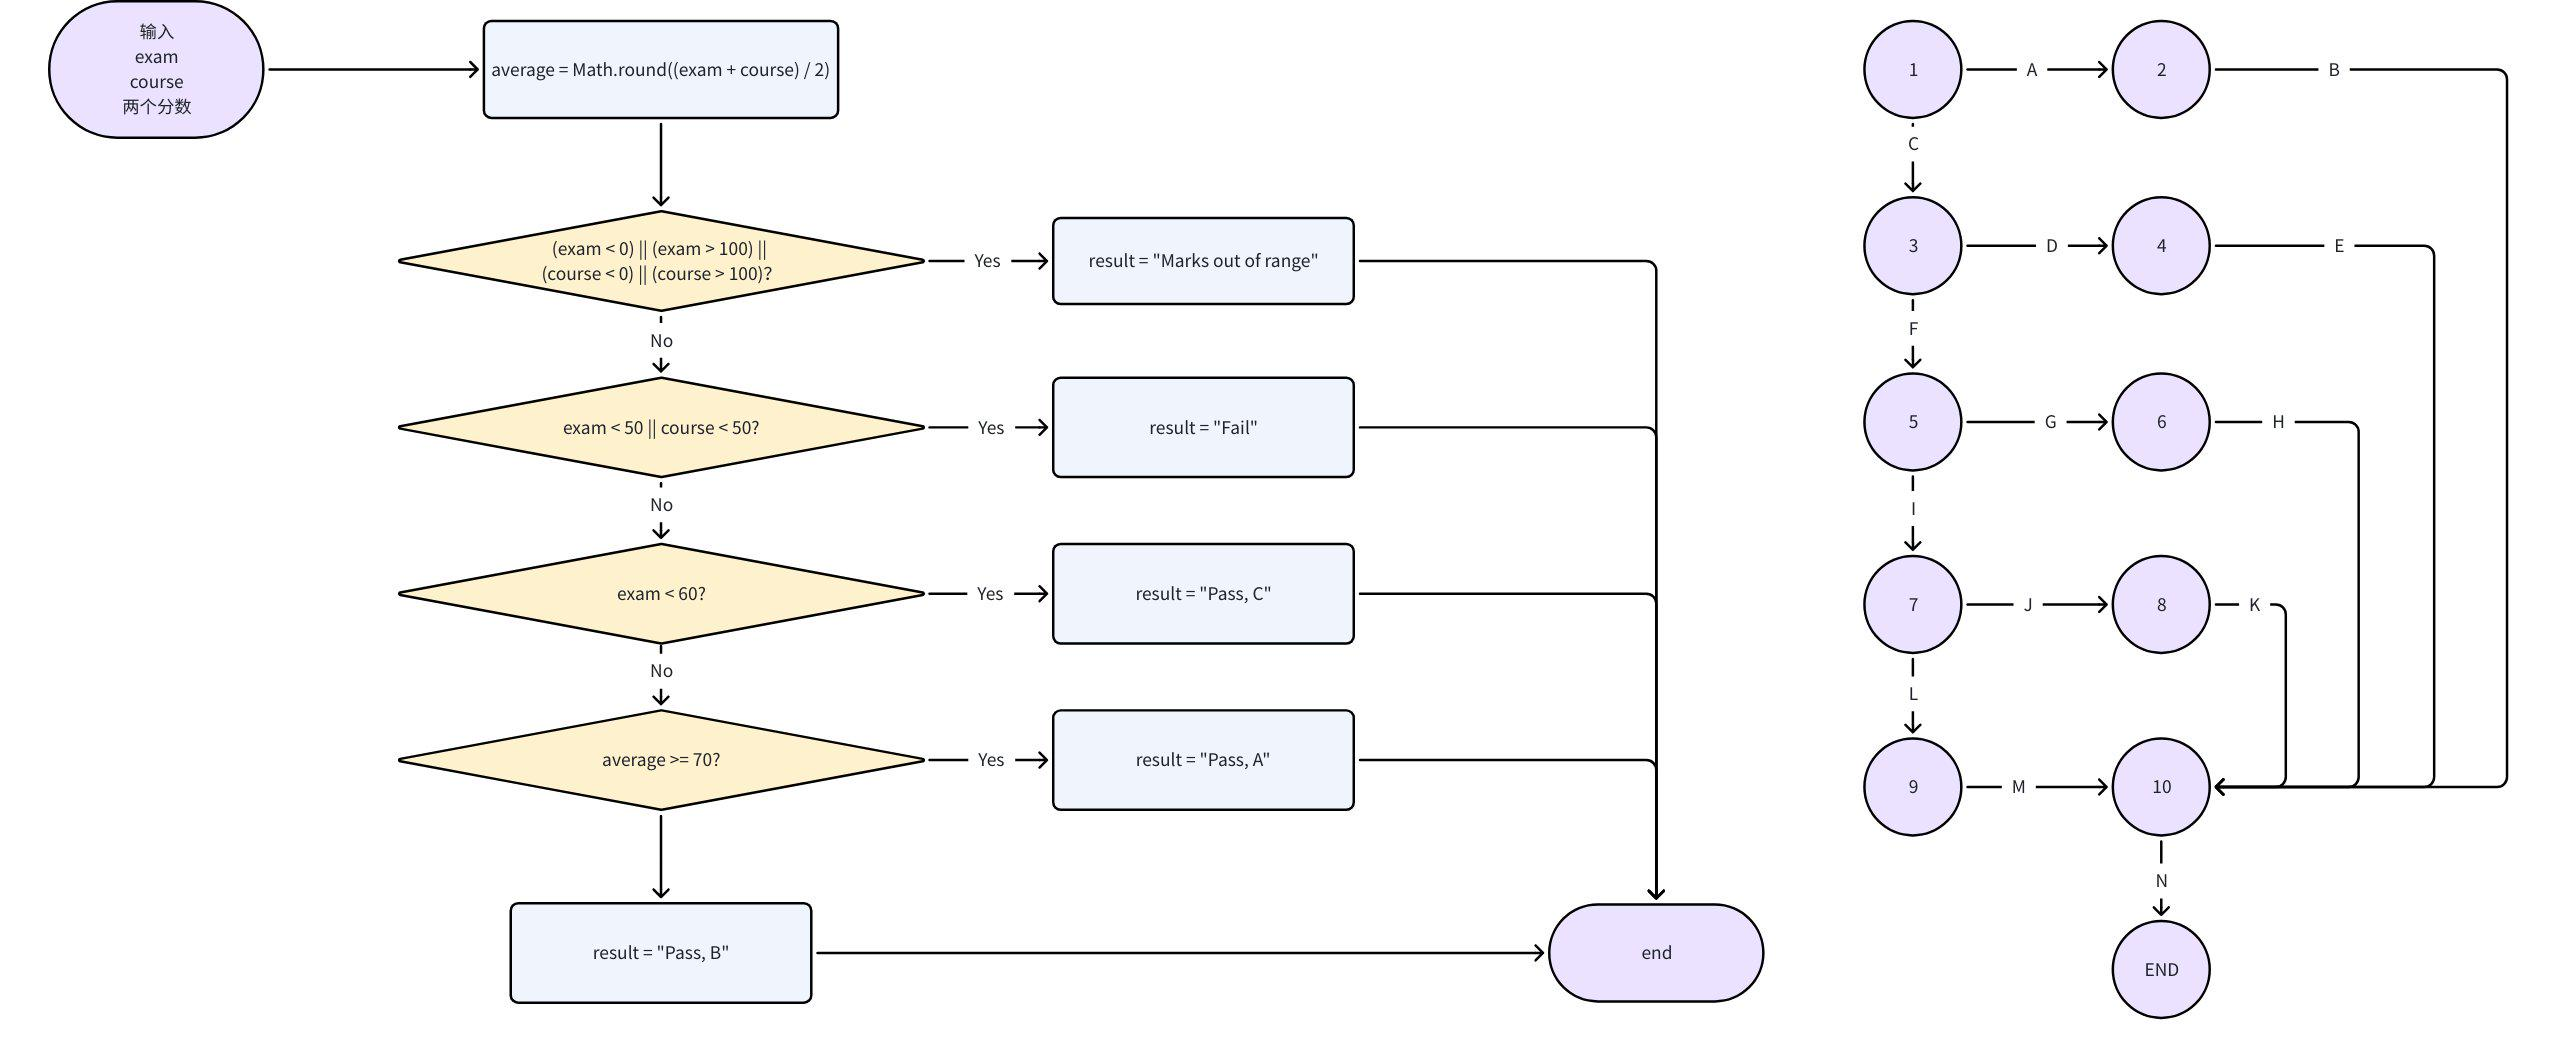 输入
exam
course
两个分数
average = Math.round((exam + course) / 2)
(exam < 0) || (exam > 100) ||
(course < 0) || (course > 100)?
Yes
result = "Marks out of range"
No
exam < 50 || course < 50?
Yes
result = "Fail"
No
exam < 60?
Yes
result = "Pass, C"
No
average >= 70?
Yes
result = "Pass, A"
result = "Pass, B"
end
1
A
2
B
C
3
D
4
E
F
5
G
6
H
I
7
J
8
K
L
9
M
10
N
END